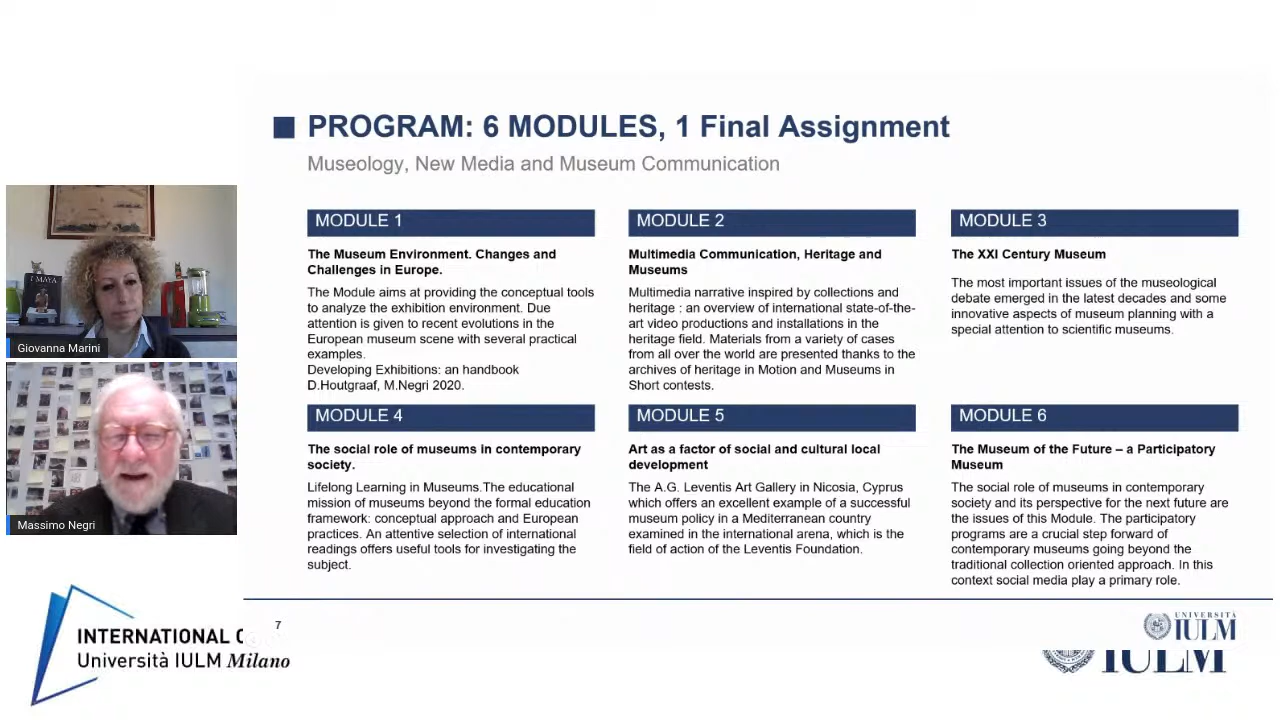 PROGRAM: 6 MODULES, 1 Final Assignment
Museology, New Media and Museum Communication
MODULE 1
The Museum Environment. Changes and
Challenges in Europe.
The Module aims at providing the conceptual tools
to analyze the exhibition environment. Due
attention is given to recent evolutions in the
European museum scene with several practical
examples.
Developing Exhibitions: an handbook
D.Houtgraaf, M.Negri 2020.
MODULE 2
Multimedia Communication, Heritage and
Museums
Multimedia narrative inspired by collections and
heritage : an overview of international state-of-the-
art video productions and installations in the
heritage field. Materials from a variety of cases
from all over the world are presented thanks to the
archives of heritage in Motion and Museums in
Short contests.
MODULE 3
The XXI Century Museum
The most important issues of the museological
debate emerged in the latest decades and some
innovative aspects of museum planning with a
special attention to scientific museums.
MODULE 4
The social role of museums in contemporary
society.
Lifelong Learning in Museums.The educational
mission of museums beyond the formal education
framework: conceptual approach and European
practices. An attentive selection of international
readings offers useful tools for investigating the
subject.
MODULE 5
Art as a factor of social and cultural local
development
The A.G. Leventis Art Gallery in Nicosia, Cyprus
which offers an excellent example of a successful
museum policy in a Mediterranean country
examined in the international arena, which is the
field of action of the Leventis Foundation.
MODULE 6
The Museum of the Future – a Participatory
Museum
The social role of museums in contemporary
society and its perspective for the next future are
the issues of this Module. The participatory
programs are a crucial step forward of
contemporary museums going beyond the
traditional collection oriented approach. In this
context social media play a primary role.
I MAYA
Giovanna Marini
Massimo Negri
7
INTERNATIONAL
Università IULM Milano
UNIVERSITÀ
IULM
IULM